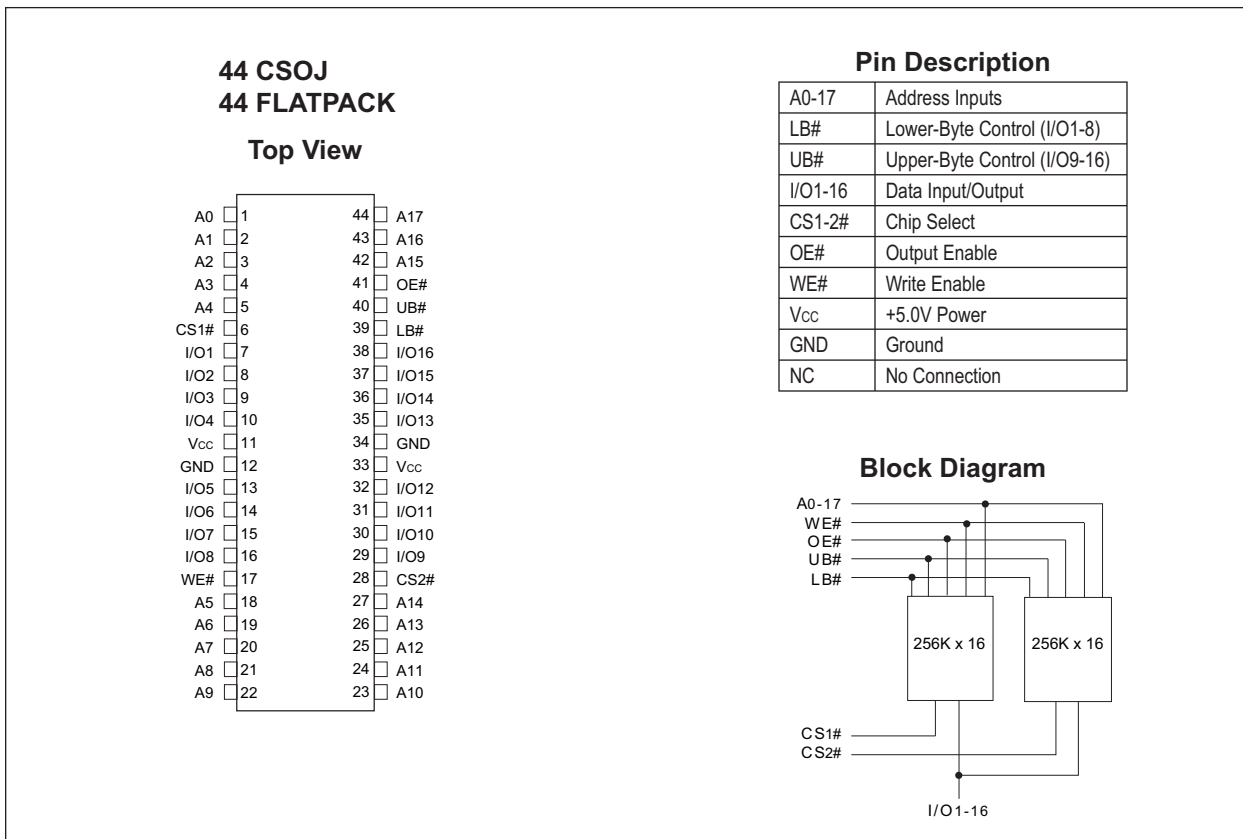 44 CSOJ
44 FLATPACK
Top View
A0 1 44 A17
A1 2 43 A16
A2 3 42 A15
A3 4 41 OE#
A4 5 40 UB#
CS1# 6 39 LB#
I/O1 7 38 I/O16
I/O2 8 37 I/O15
I/O3 9 36 I/O14
I/O4 10 35 I/O13
Vcc 11 34 GND
GND 12 33 Vcc
I/O5 13 32 I/O12
I/O6 14 31 I/O11
I/O7 15 30 I/O10
I/O8 16 29 I/O9
WE# 17 28 CS2#
A5 18 27 A14
A6 19 26 A13
A7 20 25 A12
A8 21 24 A11
A9 22 23 A10
Pin Description
A0-17 Address Inputs
LB# Lower-Byte Control (I/O1-8)
UB# Upper-Byte Control (I/O9-16)
I/O1-16 Data Input/Output
CS1-2# Chip Select
OE# Output Enable
WE# Write Enable
Vcc +5.0V Power
GND Ground
NC No Connection
Block Diagram
A0-17
WE#
OE#
UB#
LB#
256K x 16 256K x 16
CS1#
CS2#
I/O1-16